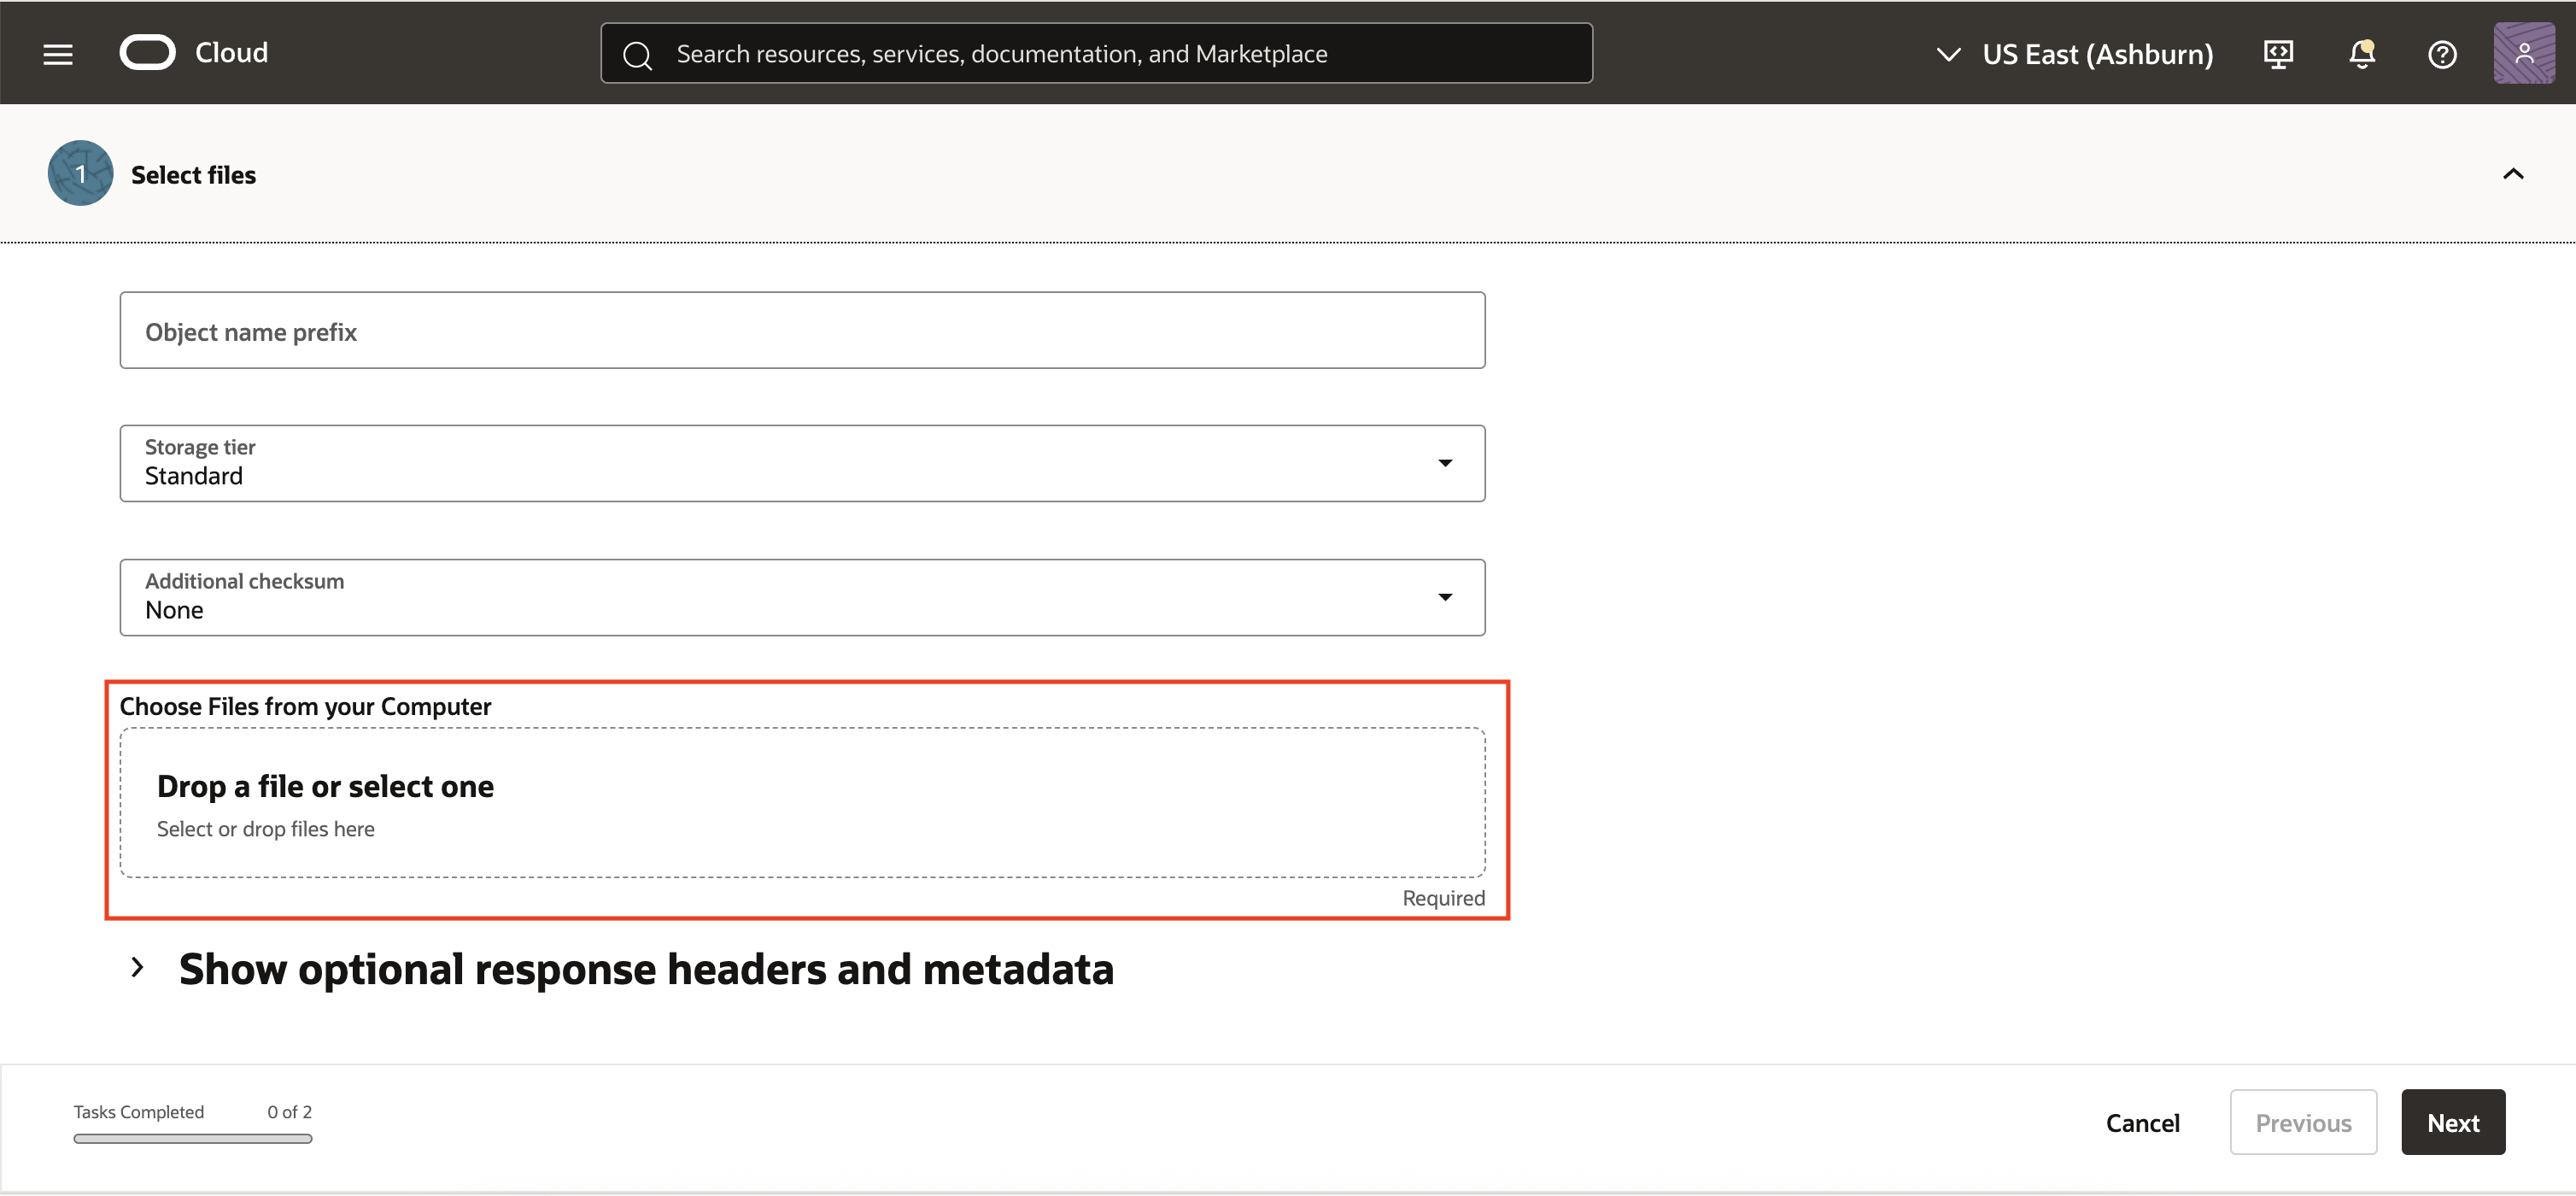 Cloud
Search resources, services, documentation, and Marketplace
US East (Ashburn)
1
Select files
Object name prefix
Storage tier
Standard
Additional checksum
None
Choose Files from your Computer
Drop a file or select one
Select or drop files here
Required
Show optional response headers and metadata
Tasks Completed 0 of 2
Cancel
Previous
Next